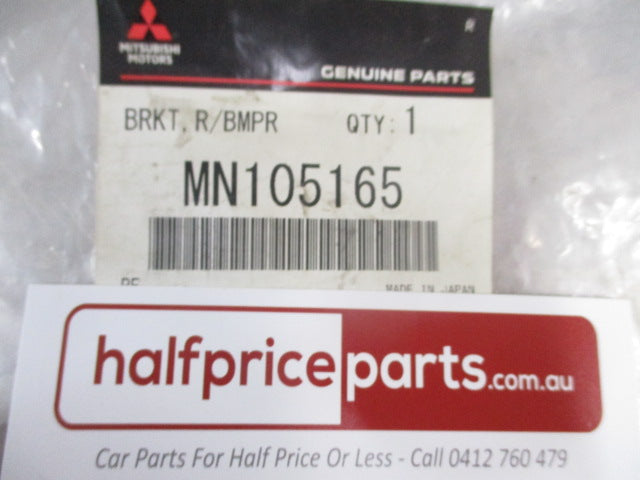 MITSUBISHI
MOTORS
R
GENUINE PARTS
BRKT,R/BMPR QTY:1
MN105165
MADE IN JAPAN
halfpriceparts.com.au
Car Parts For Half Price Or Less - Call 0412 760 479